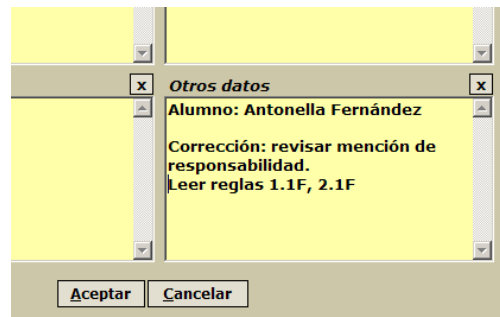 x
Otros datos
x
Alumno: Antonella Fernández
Corrección: revisar mención de
responsabilidad.
Leer reglas 1.1F, 2.1F
Aceptar
Cancelar